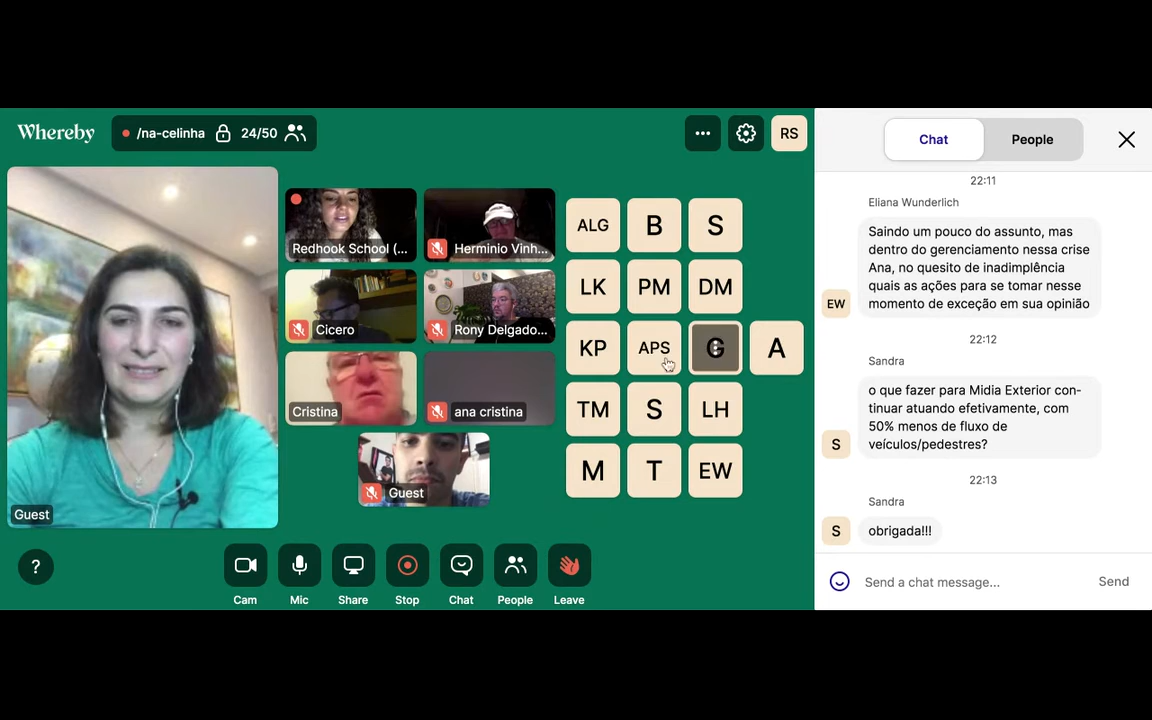 Whereby
/na-celinha 24/50
RS
Redhook School (...
Herminio Vinh...
Cicero
Rony Delgado...
Cristina
ana cristina
Guest
Guest
ALG B S
LK PM DM
KP APS G A
TM S LH
M T EW
?
Cam Mic Share Stop Chat People Leave
Chat People
22:11
Eliana Wunderlich
Saindo um pouco do assunto, mas
dentro do gerenciamento nessa crise
Ana, no quesito de inadimplência
quais as ações para se tomar nesse
momento de exceção em sua opinião
EW
22:12
Sandra
o que fazer para Midia Exterior con-
tinuar atuando efetivamente, com
50% menos de fluxo de
veículos/pedestres?
S
22:13
Sandra
S
obrigada!!!
Send a chat message... Send